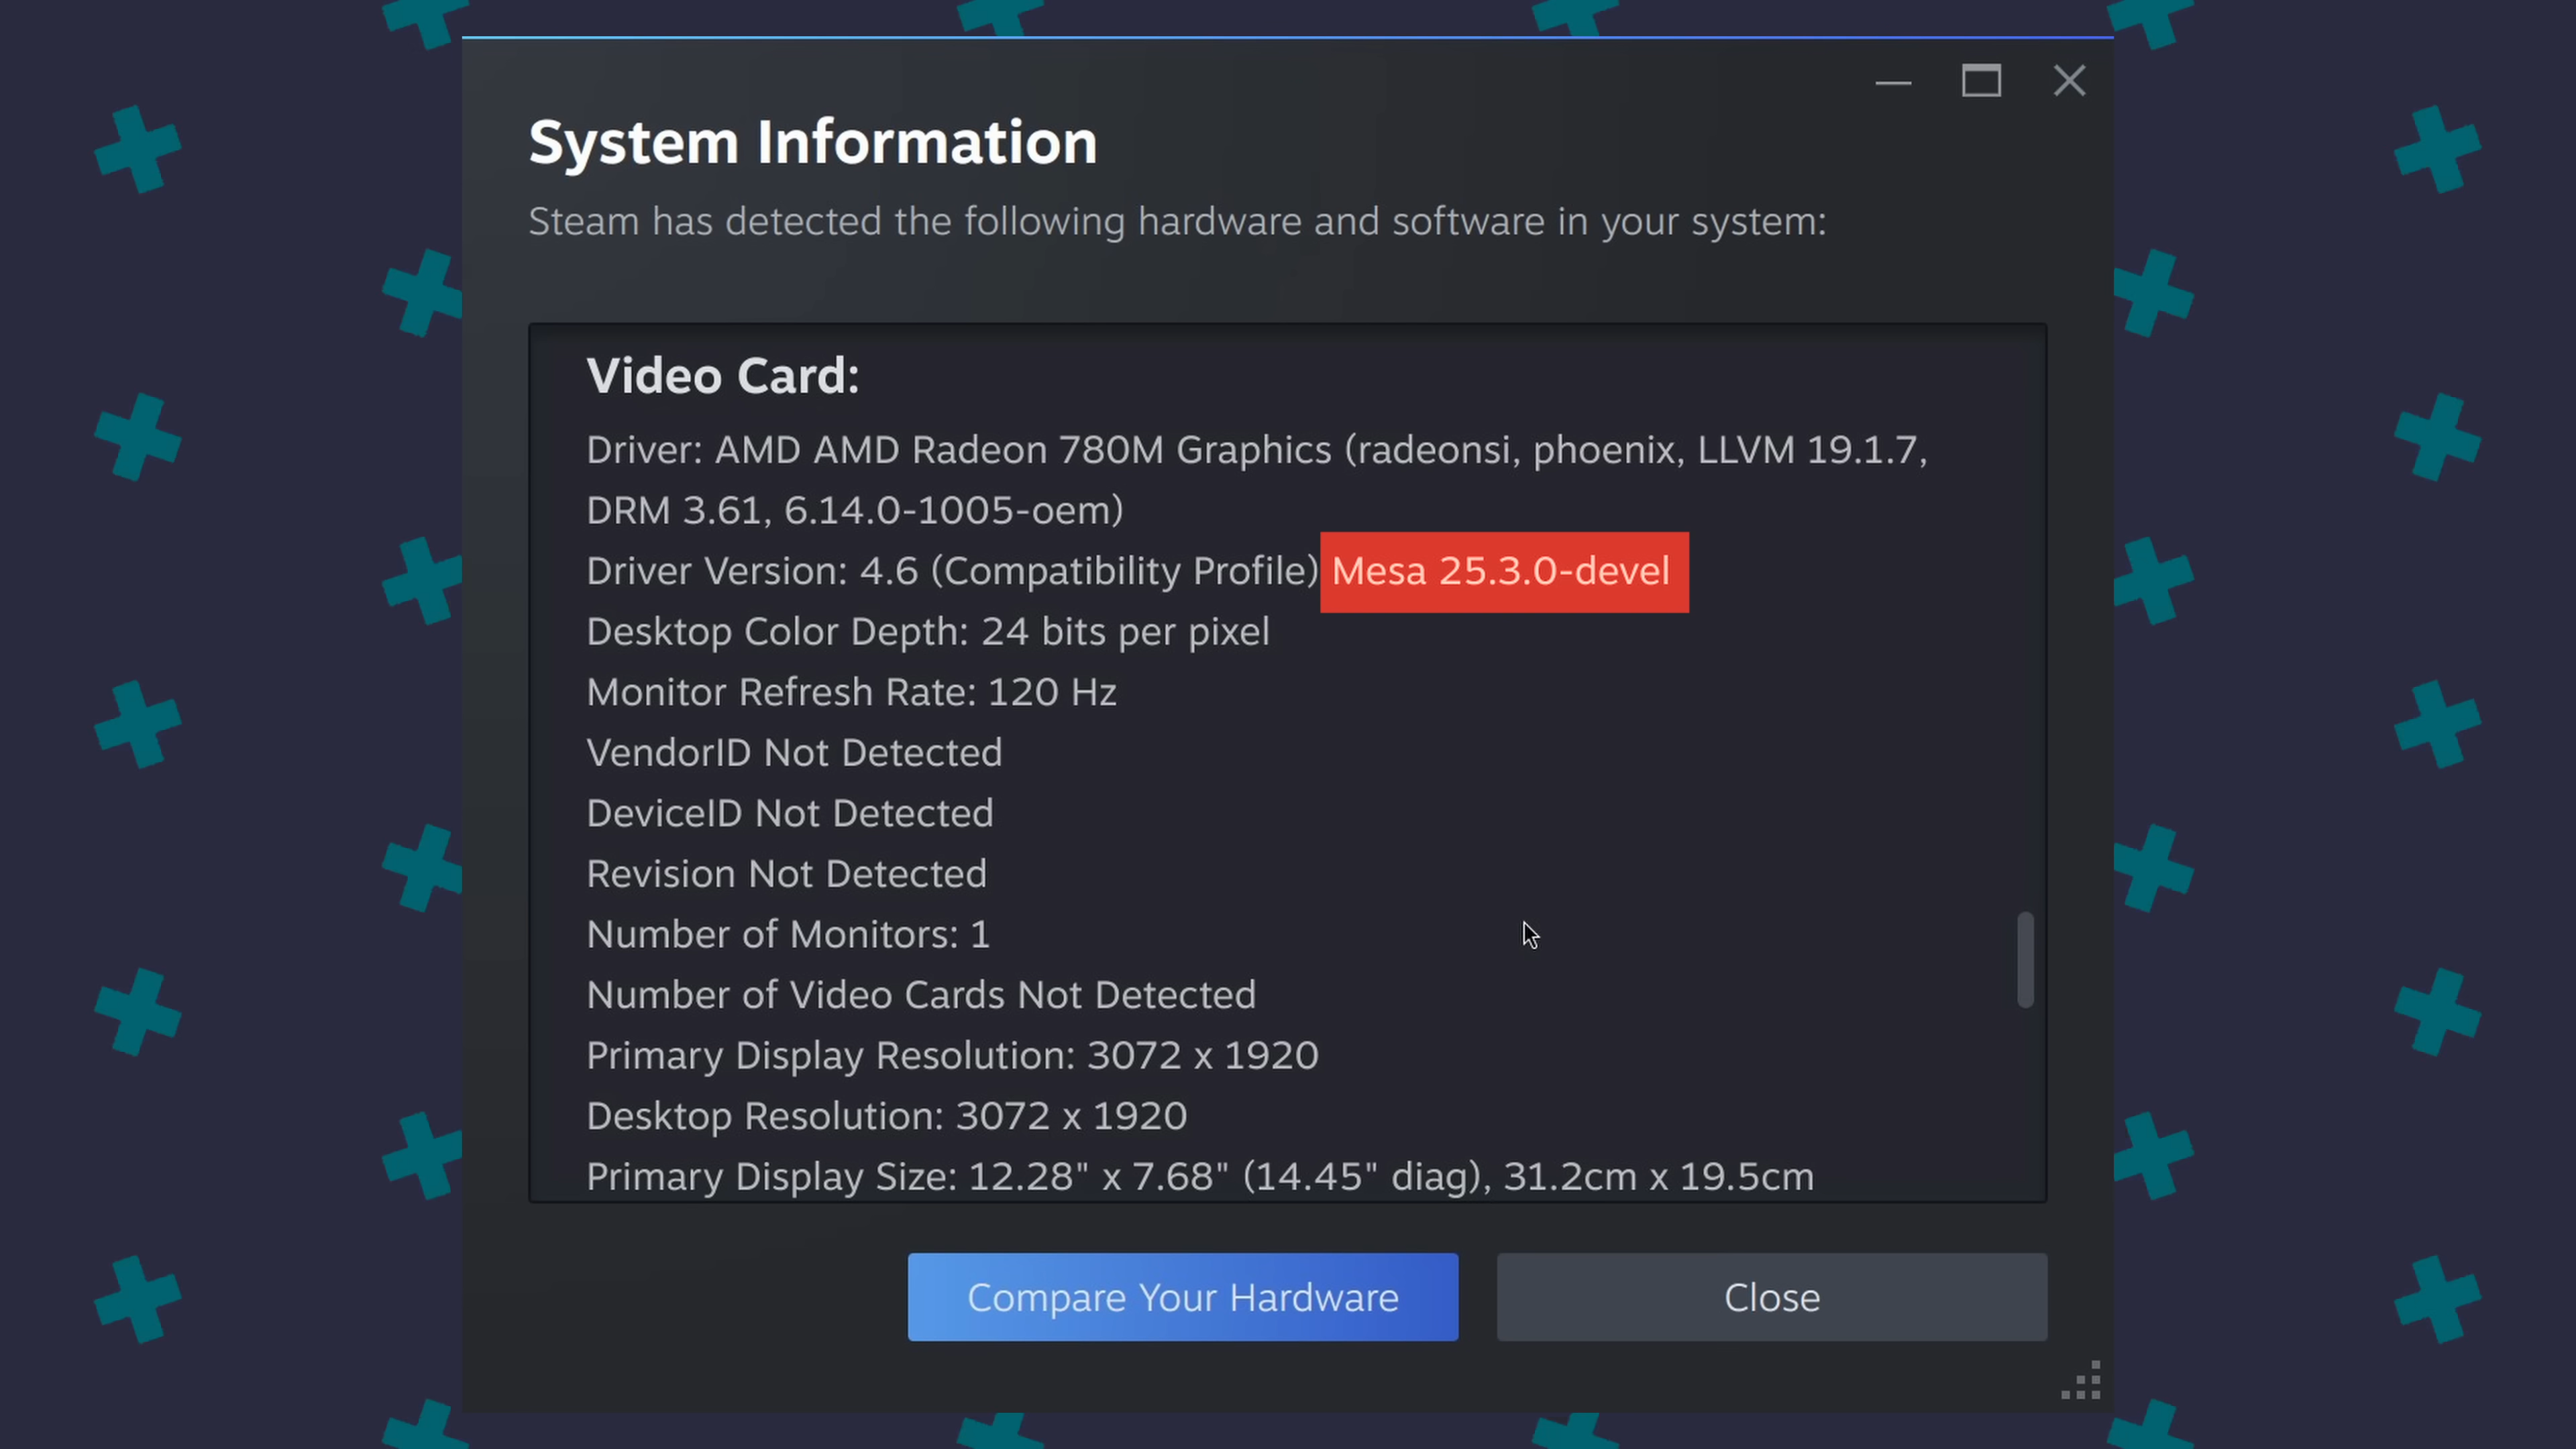 System Information
Steam has detected the following hardware and software in your system:
Video Card:
Driver: AMD AMD Radeon 780M Graphics (radeonsi, phoenix, LLVM 19.1.7,
DRM 3.61, 6.14.0-1005-oem)
Driver Version: 4.6 (Compatibility Profile) Mesa 25.3.0-devel
Desktop Color Depth: 24 bits per pixel
Monitor Refresh Rate: 120 Hz
VendorID Not Detected
DeviceID Not Detected
Revision Not Detected
Number of Monitors: 1
Number of Video Cards Not Detected
Primary Display Resolution: 3072 x 1920
Desktop Resolution: 3072 x 1920
Primary Display Size: 12.28" x 7.68" (14.45" diag), 31.2cm x 19.5cm
Compare Your Hardware
Close